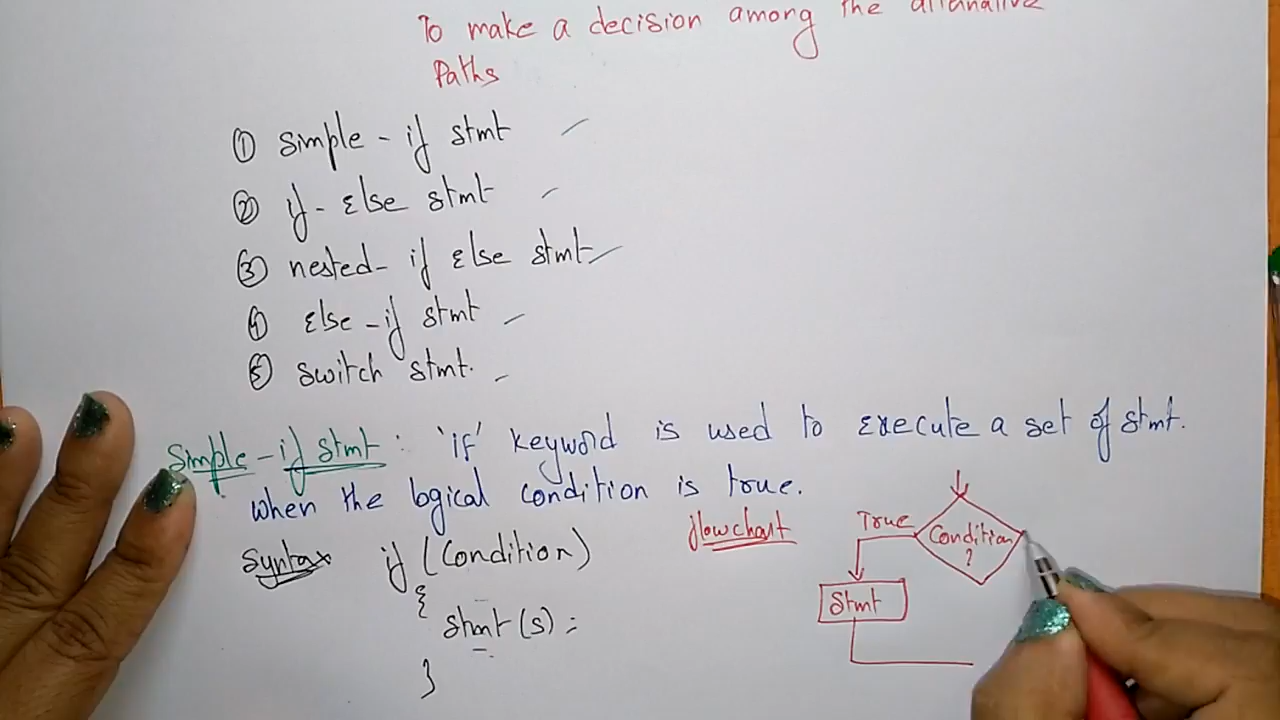 To make a decision among the alternative
Paths
① simple - if stmt
② if - else stmt
③ nested - if else stmt
④ else - if stmt
⑤ switch stmt.
Simple - if stmt : 'if' keyword is used to execute a set of stmt.
when the logical condition is true.
Syntax if (Condition)
{
stmt(s) ;
}
flowchart
True
Condition
?
Stmt